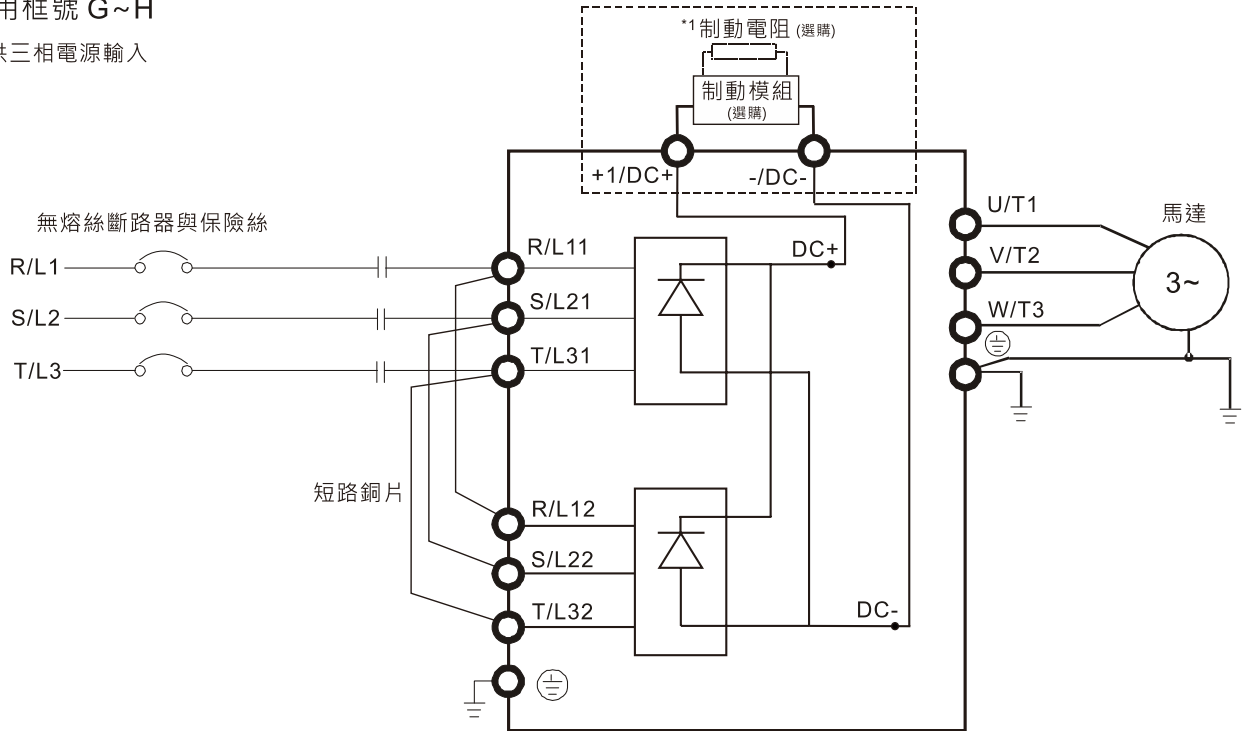 用框號 G~H
三相電源輸入
*1 制動電阻 (選購)
制動模組
(選購)
+1/DC+
-/DC-
無熔絲斷路器與保險絲
R/L1
S/L2
T/L3
R/L11
S/L21
T/L31
DC+
U/T1
V/T2
W/T3
馬達
3~
短路銅片
R/L12
S/L22
T/L32
DC-